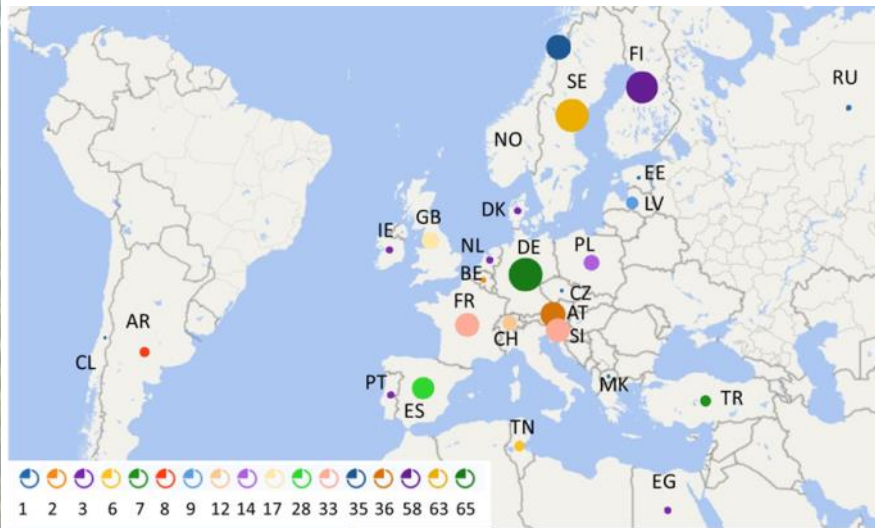 FI
RU
SE
NO
EE
LV
DK
GB
IE
NL
DE
PL
BE
CZ
FR
AT
AR
CH
SI
CL
PT
MK
TR
ES
TN
EG
1 2 3 6 7 8 9 12 14 17 28 33 35 36 58 63 65